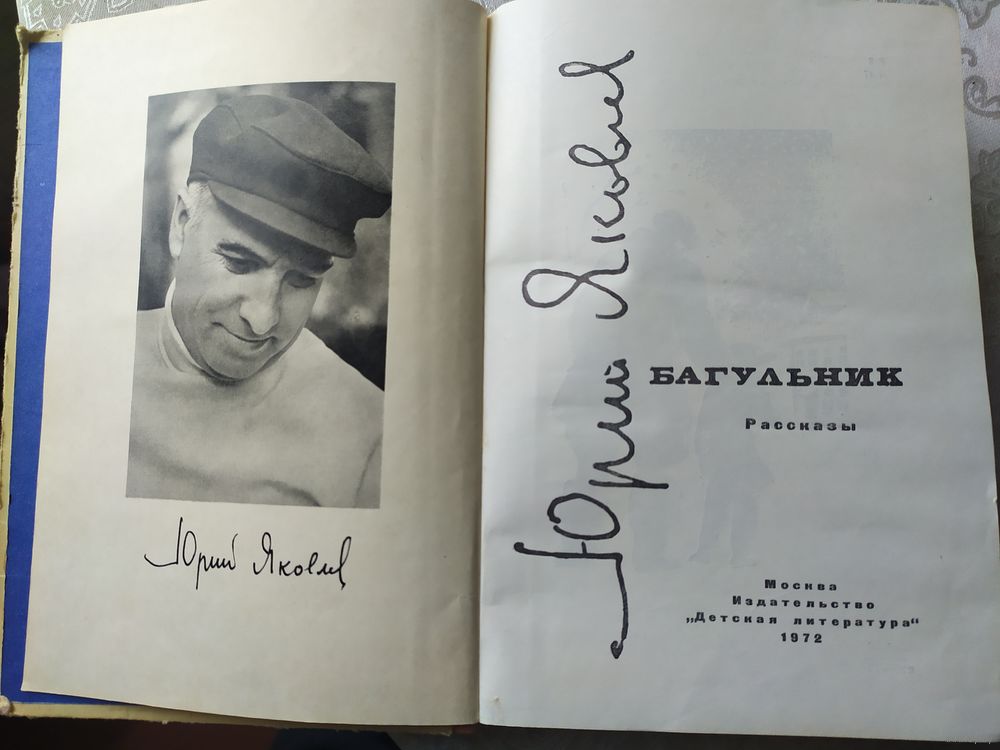 Юрий Яковлев
Юрий Яковлев
БАГУЛЬНИК
Рассказы
Москва
Издательство
„Детская литература“
1972